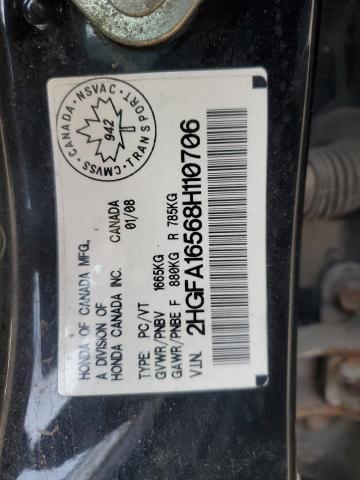 HONDA OF CANADA MFG.,
A DIVISION OF
HONDA CANADA INC. CANADA
01/08
TYPE: PC/VT
GVWR/PNBV 1665KG
GAWR/PNBE F 880KG R 785KG
V.I.N. 2HGFA16568H110706
CANADA · NSVAC · TRANSPORT · CMVSS ·
942